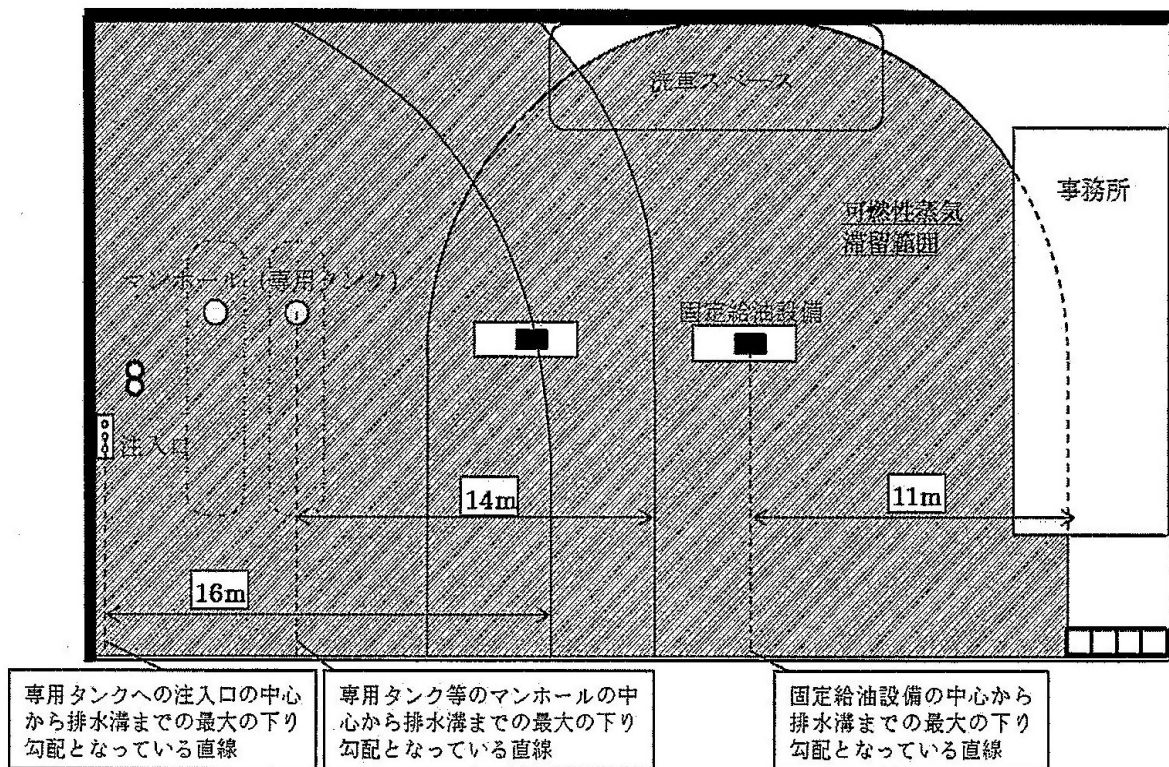 洗車スペース
事務所
可燃性蒸気
滞留範囲
マンホール (専用タンク)
固定給油設備
注入口
14m
11m
16m
専用タンクへの注入口の中心
から排水溝までの最大の下り
勾配となっている直線
専用タンク等のマンホールの中
心から排水溝までの最大の下り
勾配となっている直線
固定給油設備の中心から
排水溝までの最大の下り
勾配となっている直線